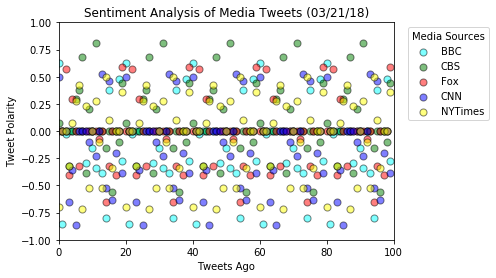 Sentiment Analysis of Media Tweets (03/21/18)
1.00
0.75
0.50
0.25
0.00
−0.25
−0.50
−0.75
−1.00
Tweet Polarity
0 20 40 60 80 100
Tweets Ago
Media Sources
BBC
CBS
Fox
CNN
NYTimes